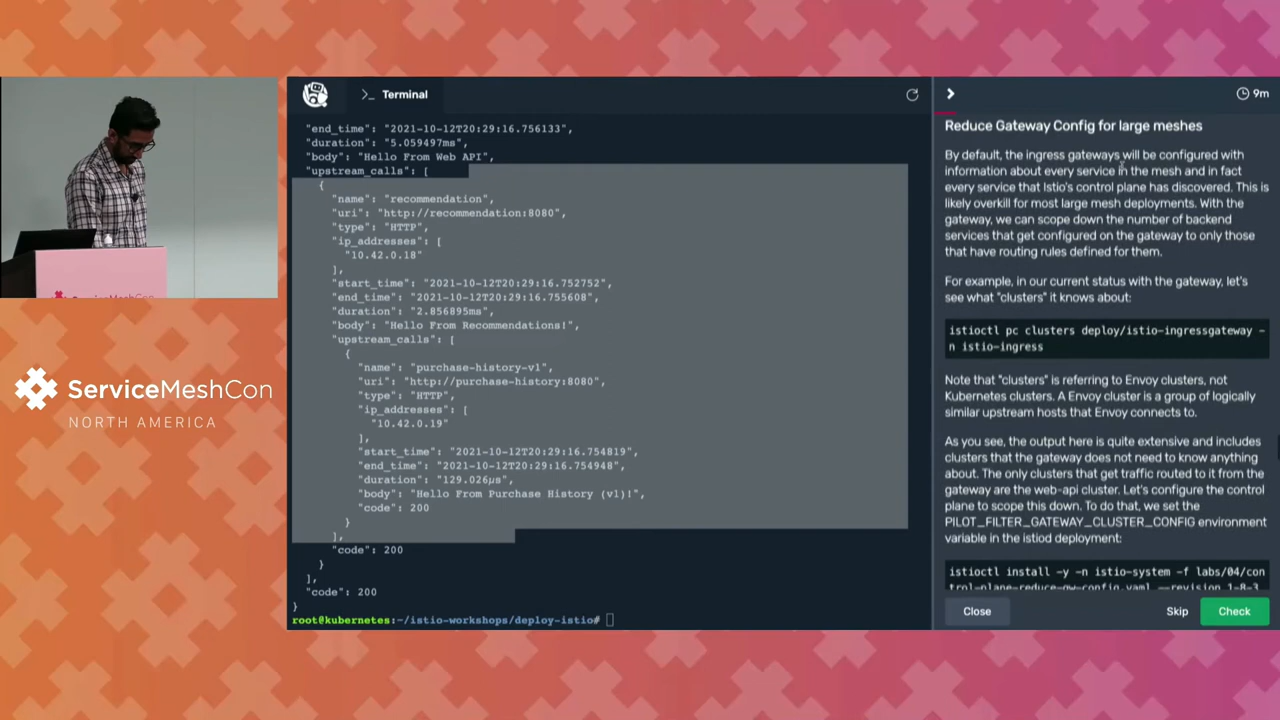 >_ Terminal
"end_time": "2021-10-12T20:29:16.756133",
"duration": "5.059497ms",
"body": "Hello From Web API",
"upstream_calls": [
{
"name": "recommendation",
"uri": "http://recommendation:8080",
"type": "HTTP",
"ip_addresses": [
"10.42.0.18"
],
"start_time": "2021-10-12T20:29:16.752752",
"end_time": "2021-10-12T20:29:16.755608",
"duration": "2.856895ms",
"body": "Hello From Recommendations!",
"upstream_calls": [
{
"name": "purchase-history-v1",
"uri": "http://purchase-history:8080",
"type": "HTTP",
"ip_addresses": [
"10.42.0.19"
],
"start_time": "2021-10-12T20:29:16.754819",
"end_time": "2021-10-12T20:29:16.754948",
"duration": "129.026µs",
"body": "Hello From Purchase History (v1)!",
"code": 200
}
],
"code": 200
}
],
"code": 200
}
root@kubernetes:~/istio-workshops/deploy-istio#
9m
Reduce Gateway Config for large meshes
By default, the ingress gateways will be configured with
information about every service in the mesh and in fact
every service that Istio's control plane has discovered. This is
likely overkill for most large mesh deployments. With the
gateway, we can scope down the number of backend
services that get configured on the gateway to only those
that have routing rules defined for them.
For example, in our current status with the gateway, let's
see what "clusters" it knows about:
istioctl pc clusters deploy/istio-ingressgateway -
n istio-ingress
Note that "clusters" is referring to Envoy clusters, not
Kubernetes clusters. A Envoy cluster is a group of logically
similar upstream hosts that Envoy connects to.
As you see, the output here is quite extensive and includes
clusters that the gateway does not need to know anything
about. The only clusters that get traffic routed to it from the
gateway are the web-api cluster. Let's configure the control
plane to scope this down. To do that, we set the
PILOT_FILTER_GATEWAY_CLUSTER_CONFIG environment
variable in the istiod deployment:
istioctl install -y -n istio-system -f labs/04/con
trol-plane-reduce-gw-config.yaml --revision 1-8-3
Close
Skip
Check
ServiceMeshCon
NORTH AMERICA